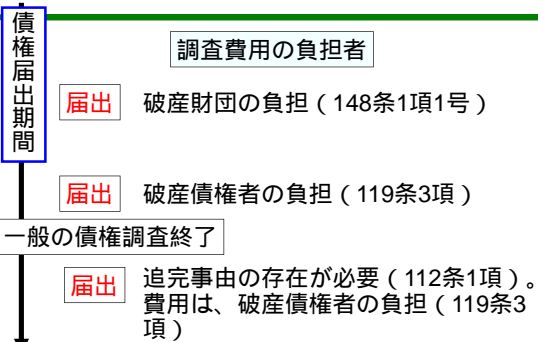 債権届出期間
調査費用の負担者
届出 破産財団の負担（148条1項1号）
届出 破産債権者の負担（119条3項）
一般の債権調査終了
届出 追完事由の存在が必要（112条1項）。
費用は、破産債権者の負担（119条3
項）